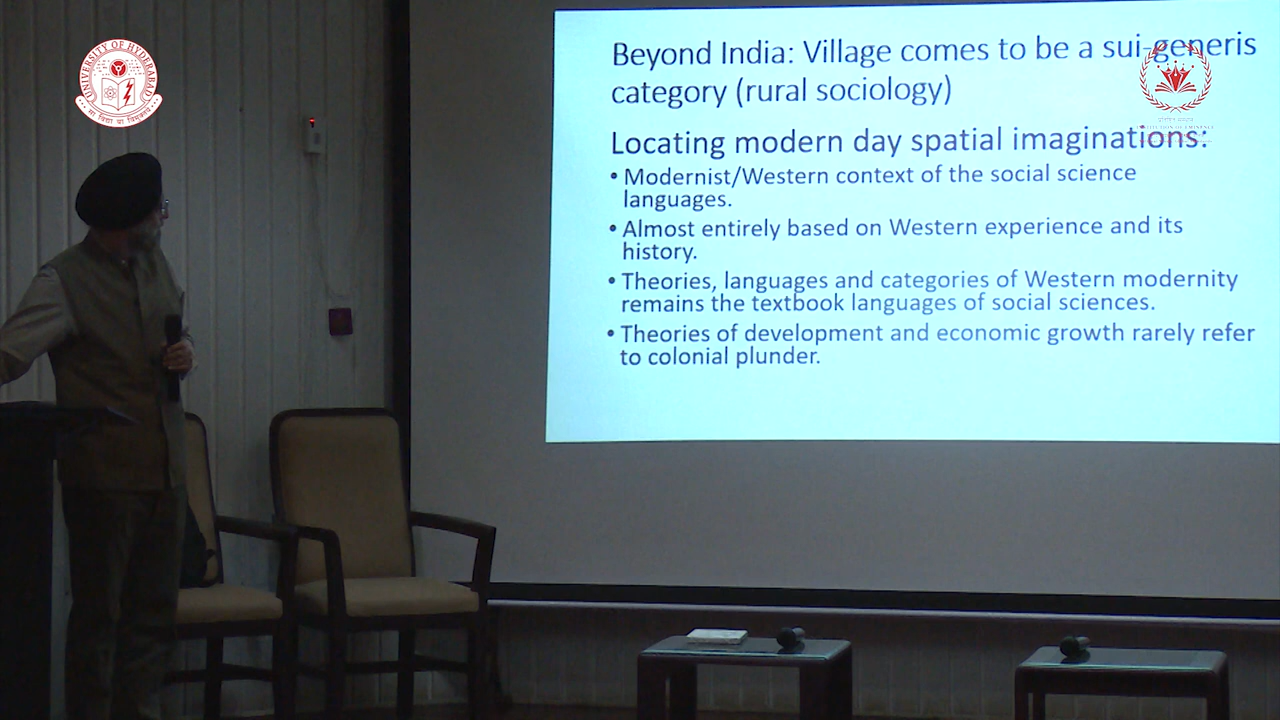 UNIVERSITY OF HYDERABAD
Beyond India: Village comes to be a sui-generis
category (rural sociology)
Locating modern day spatial imaginations:
• Modernist/Western context of the social science
languages.
• Almost entirely based on Western experience and its
history.
• Theories, languages and categories of Western modernity
remains the textbook languages of social sciences.
• Theories of development and economic growth rarely refer
to colonial plunder.